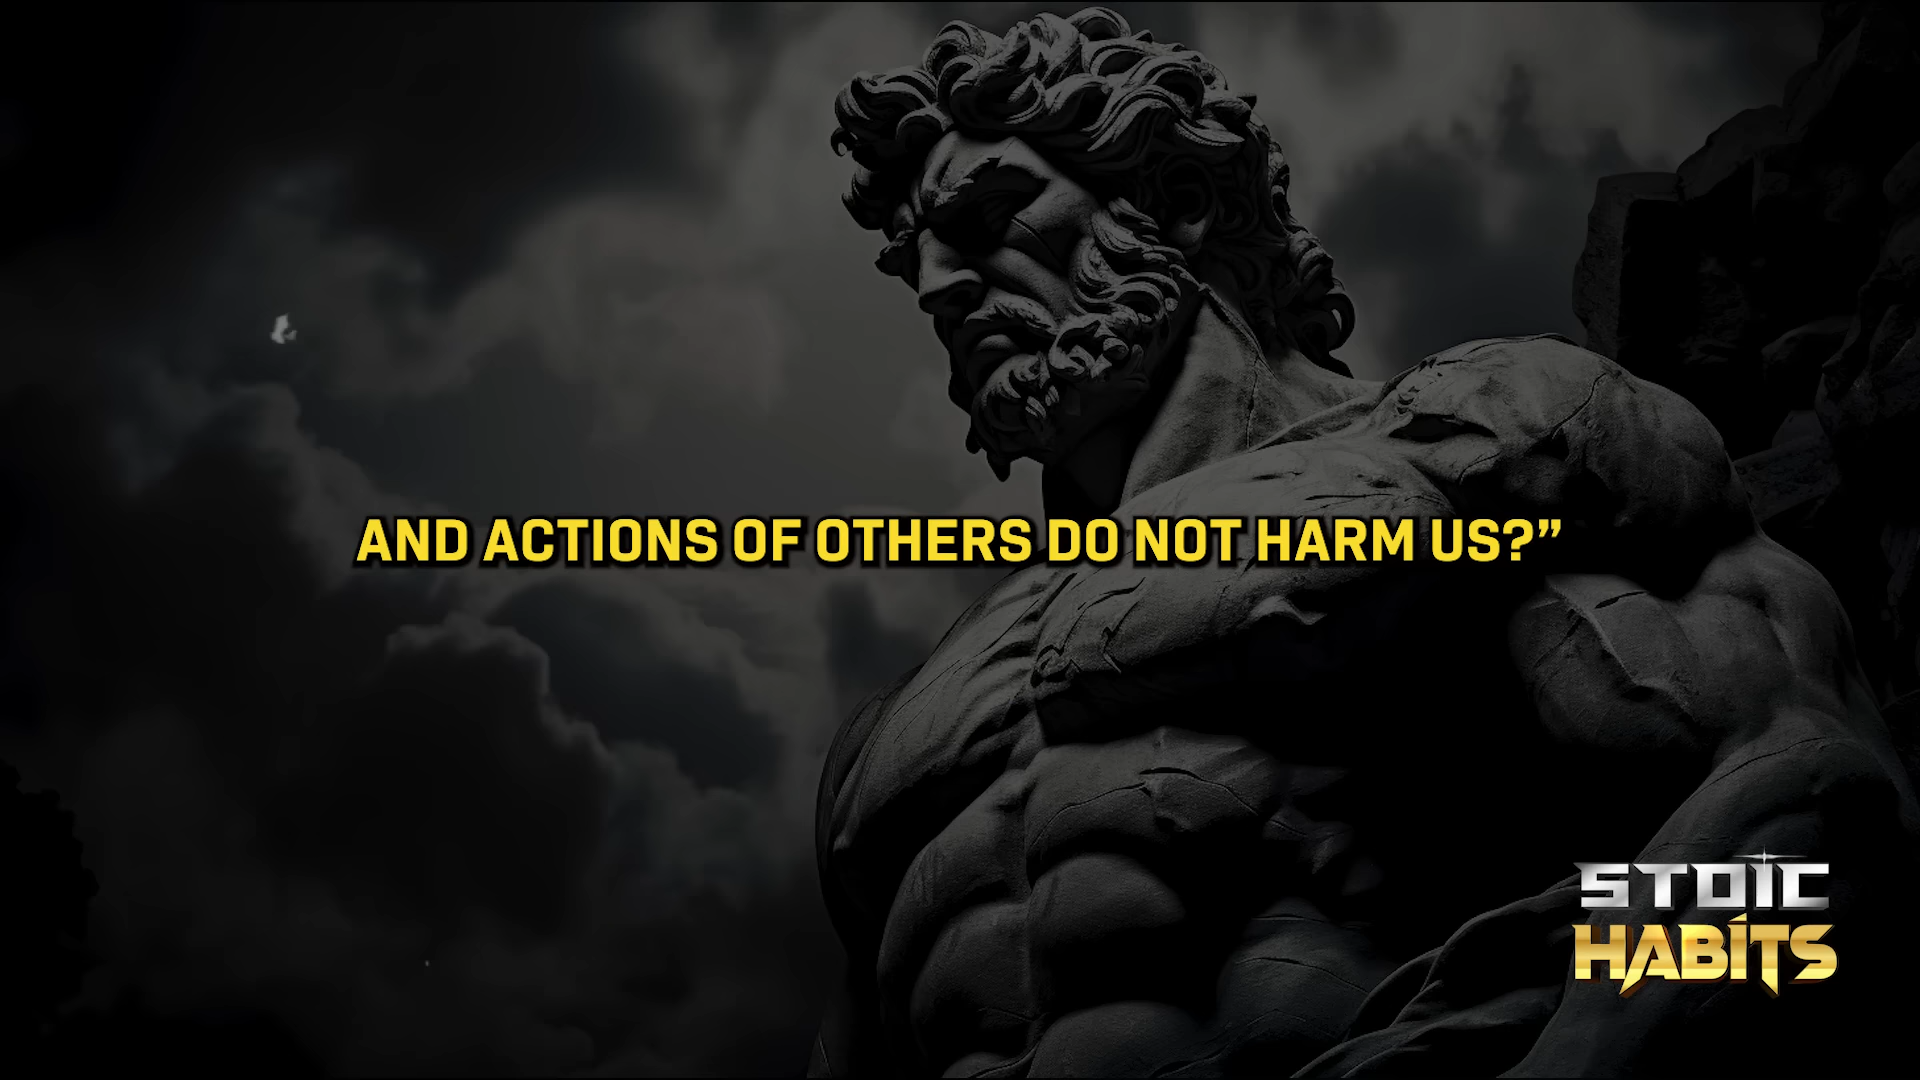 AND ACTIONS OF OTHERS DO NOT HARM US?”
STOIC
HABITS